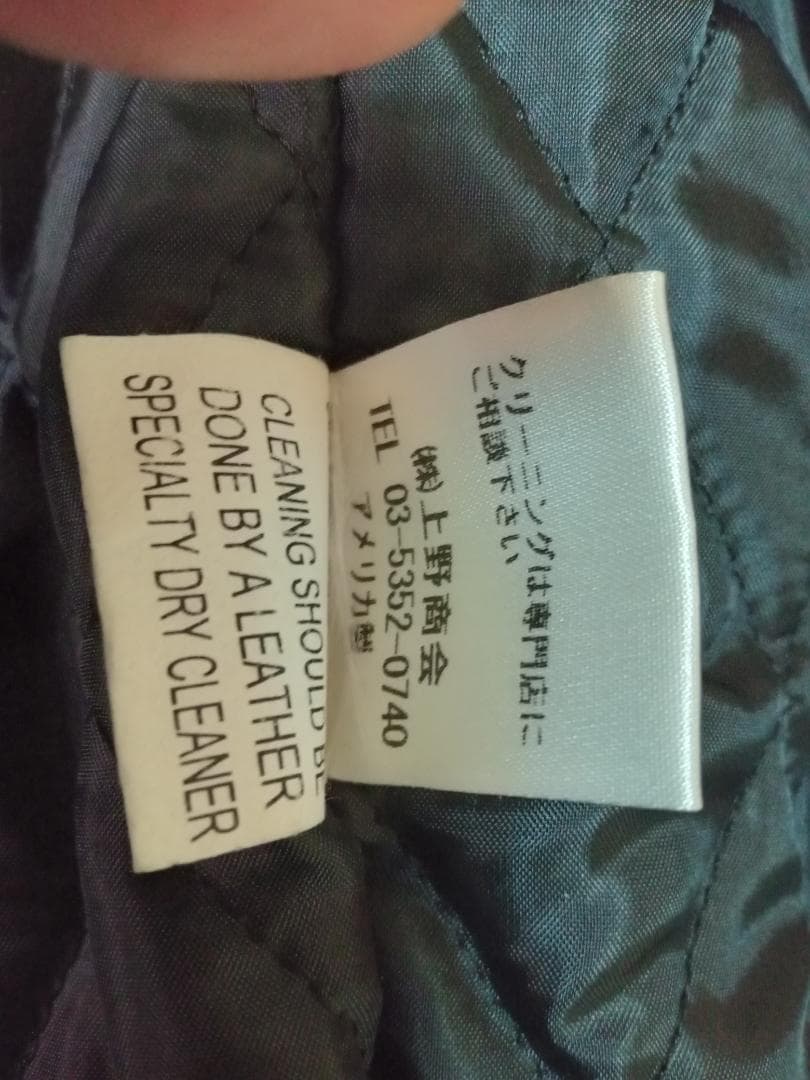 クリーニングは専門店に
ご相談下さい
㈱上野商会
TEL 03-5352-0740
アメリカ製
CLEANING SHOULD BE
DONE BY A LEATHER
SPECIALTY DRY CLEANER